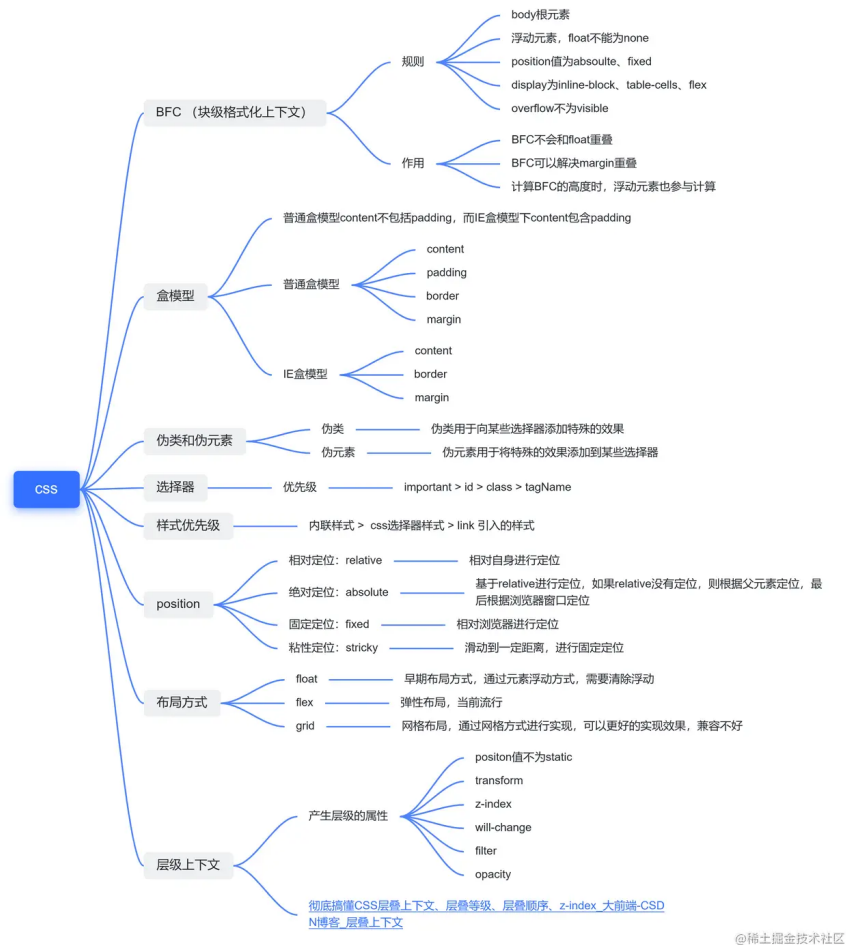 css
BFC （块级格式化上下文）
规则
body根元素
浮动元素，float不能为none
position值为absoulte、fixed
display为inline-block、table-cells、flex
overflow不为visible
作用
BFC不会和float重叠
BFC可以解决margin重叠
计算BFC的高度时，浮动元素也参与计算
盒模型
普通盒模型content不包括padding，而IE盒模型下content包含padding
普通盒模型
content
padding
border
margin
IE盒模型
content
border
margin
伪类和伪元素
伪类
伪类用于向某些选择器添加特殊的效果
伪元素
伪元素用于将特殊的效果添加到某些选择器
选择器
优先级
important > id > class > tagName
样式优先级
内联样式 > css选择器样式 > link 引入的样式
position
相对定位：relative
相对自身进行定位
绝对定位：absolute
基于relative进行定位，如果relative没有定位，则根据父元素定位，最
后根据浏览器窗口定位
固定定位：fixed
相对浏览器进行定位
粘性定位：stricky
滑动到一定距离，进行固定定位
布局方式
float
早期布局方式，通过元素浮动方式，需要清除浮动
flex
弹性布局，当前流行
grid
网格布局，通过网格方式进行实现，可以更好的实现效果，兼容不好
层级上下文
产生层级的属性
positon值不为static
transform
z-index
will-change
filter
opacity
彻底搞懂CSS层叠上下文、层叠等级、层叠顺序、z-index_大前端-CSD
N博客_层叠上下文
@稀土掘金技术社区